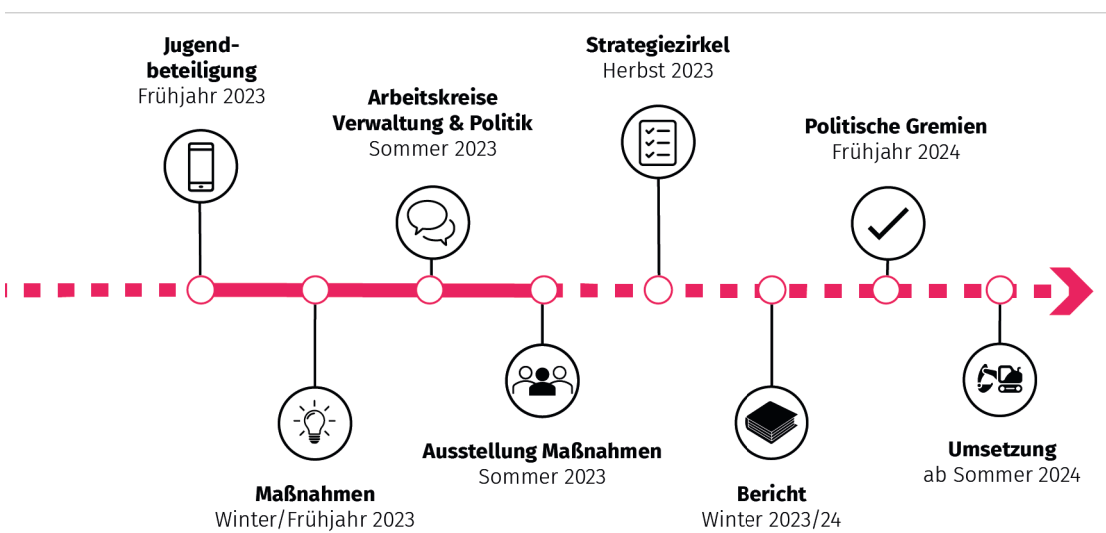 Jugend-
beteiligung
Frühjahr 2023
Maßnahmen
Winter/Frühjahr 2023
Arbeitskreise
Verwaltung & Politik
Sommer 2023
Ausstellung Maßnahmen
Sommer 2023
Strategiezirkel
Herbst 2023
Bericht
Winter 2023/24
Politische Gremien
Frühjahr 2024
Umsetzung
ab Sommer 2024